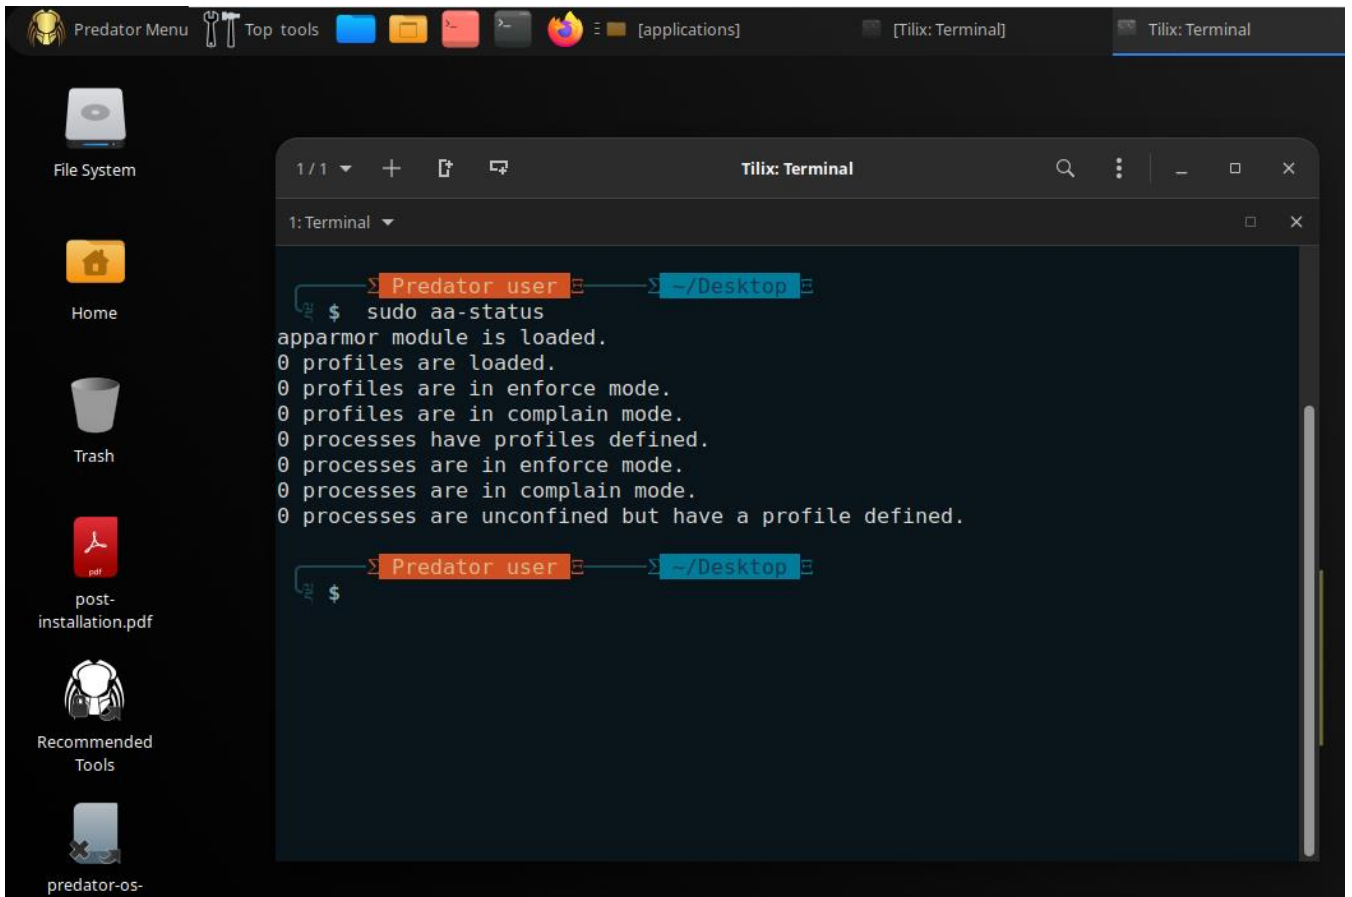 Predator Menu Top tools [applications] [Tilix: Terminal] Tilix: Terminal
File System
Home
Trash
pdf
post-
installation.pdf
Recommended
Tools
predator-os-
1/1 Tilix: Terminal
1: Terminal
Σ Predator user Ξ Σ ~/Desktop Ξ
$ sudo aa-status
apparmor module is loaded.
0 profiles are loaded.
0 profiles are in enforce mode.
0 profiles are in complain mode.
0 processes have profiles defined.
0 processes are in enforce mode.
0 processes are in complain mode.
0 processes are unconfined but have a profile defined.
Σ Predator user Ξ Σ ~/Desktop Ξ
$